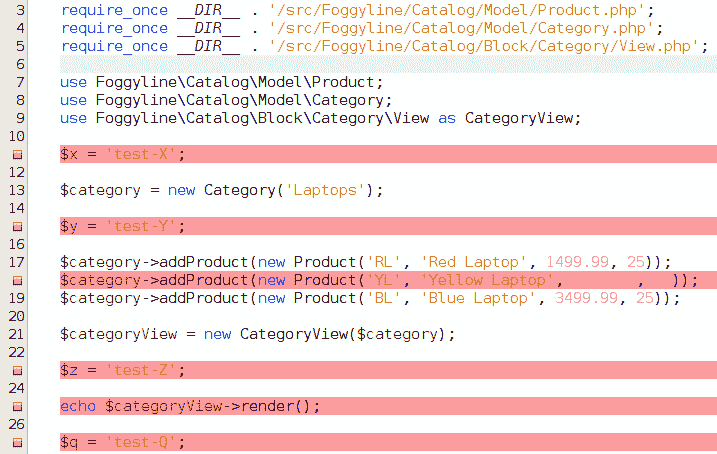 3 require_once __DIR__ . '/src/Foggyline/Catalog/Model/Product.php';
4 require_once __DIR__ . '/src/Foggyline/Catalog/Model/Category.php';
5 require_once __DIR__ . '/src/Foggyline/Catalog/Block/Category/View.php';
6
7 use Foggyline\Catalog\Model\Product;
8 use Foggyline\Catalog\Model\Category;
9 use Foggyline\Catalog\Block\Category\View as CategoryView;
10
$x = 'test-X';
12
13 $category = new Category('Laptops');
14
$y = 'test-Y';
16
17 $category->addProduct(new Product('RL', 'Red Laptop', 1499.99, 25));
$category->addProduct(new Product('YL', 'Yellow Laptop', , ));
19 $category->addProduct(new Product('BL', 'Blue Laptop', 3499.99, 25));
20
21 $categoryView = new CategoryView($category);
22
$z = 'test-Z';
24
echo $categoryView->render();
26
$q = 'test-Q';